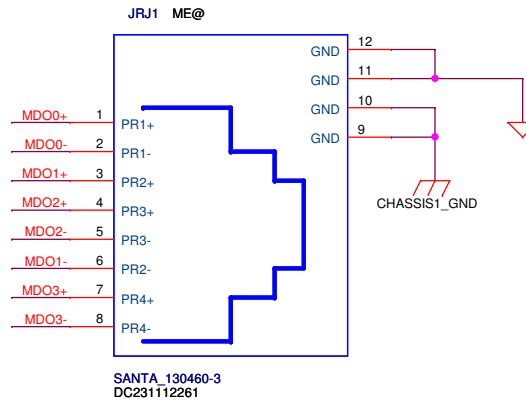 JRJ1 ME@
GND 12
GND 11
GND 10
GND 9
MDO0+ 1 PR1+
MDO0- 2 PR1-
MDO1+ 3 PR2+
MDO2+ 4 PR3+
MDO2- 5 PR3-
MDO1- 6 PR2-
MDO3+ 7 PR4+
MDO3- 8 PR4-
CHASSIS1_GND
SANTA_130460-3
DC231112261